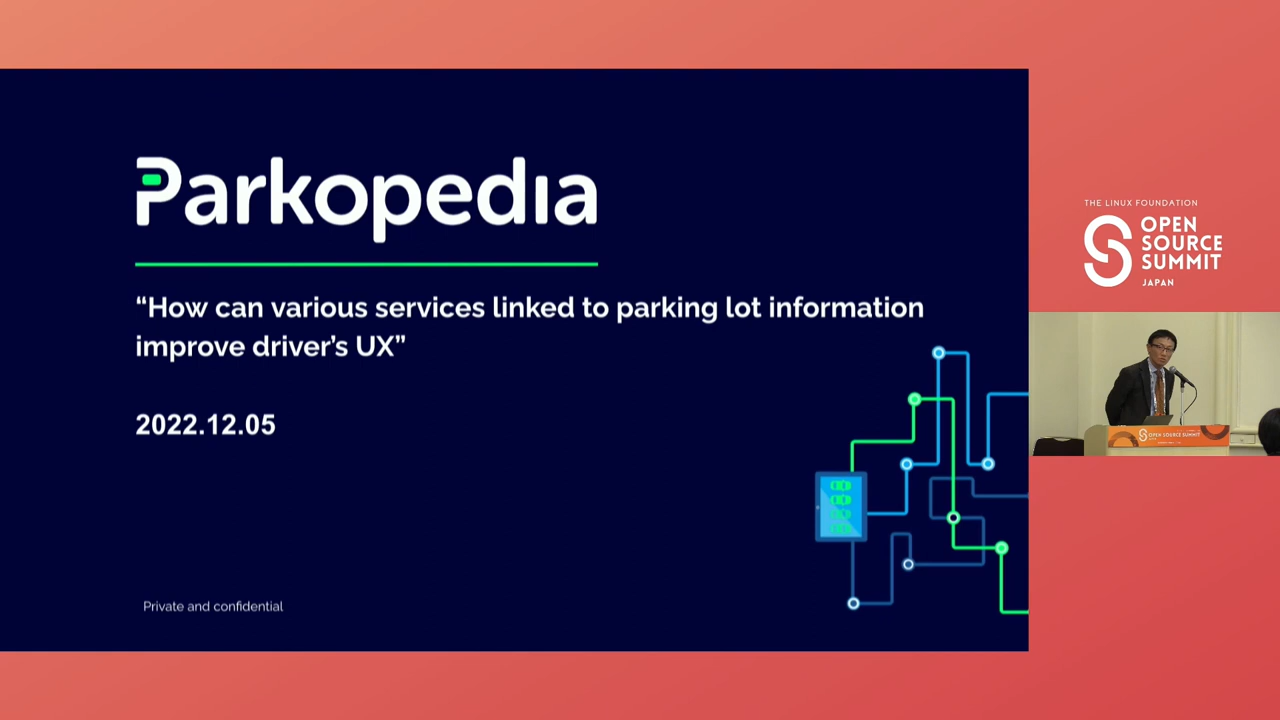 Parkopedia
“How can various services linked to parking lot information
improve driver’s UX”
2022.12.05
Private and confidential
THE LINUX FOUNDATION
OPEN
SOURCE
SUMMIT
JAPAN
OPEN SOURCE SUMMIT